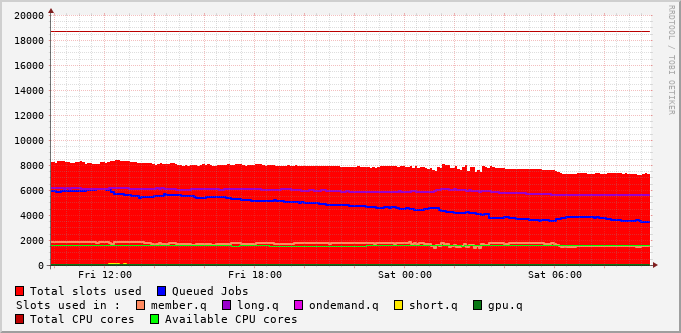 20000
18000
16000
14000
12000
10000
8000
6000
4000
2000
0
Fri 12:00 Fri 18:00 Sat 00:00 Sat 06:00
RRDTOOL / TOBI OETIKER
Total slots used Queued Jobs
Slots used in : member.q long.q ondemand.q short.q gpu.q
Total CPU cores Available CPU cores